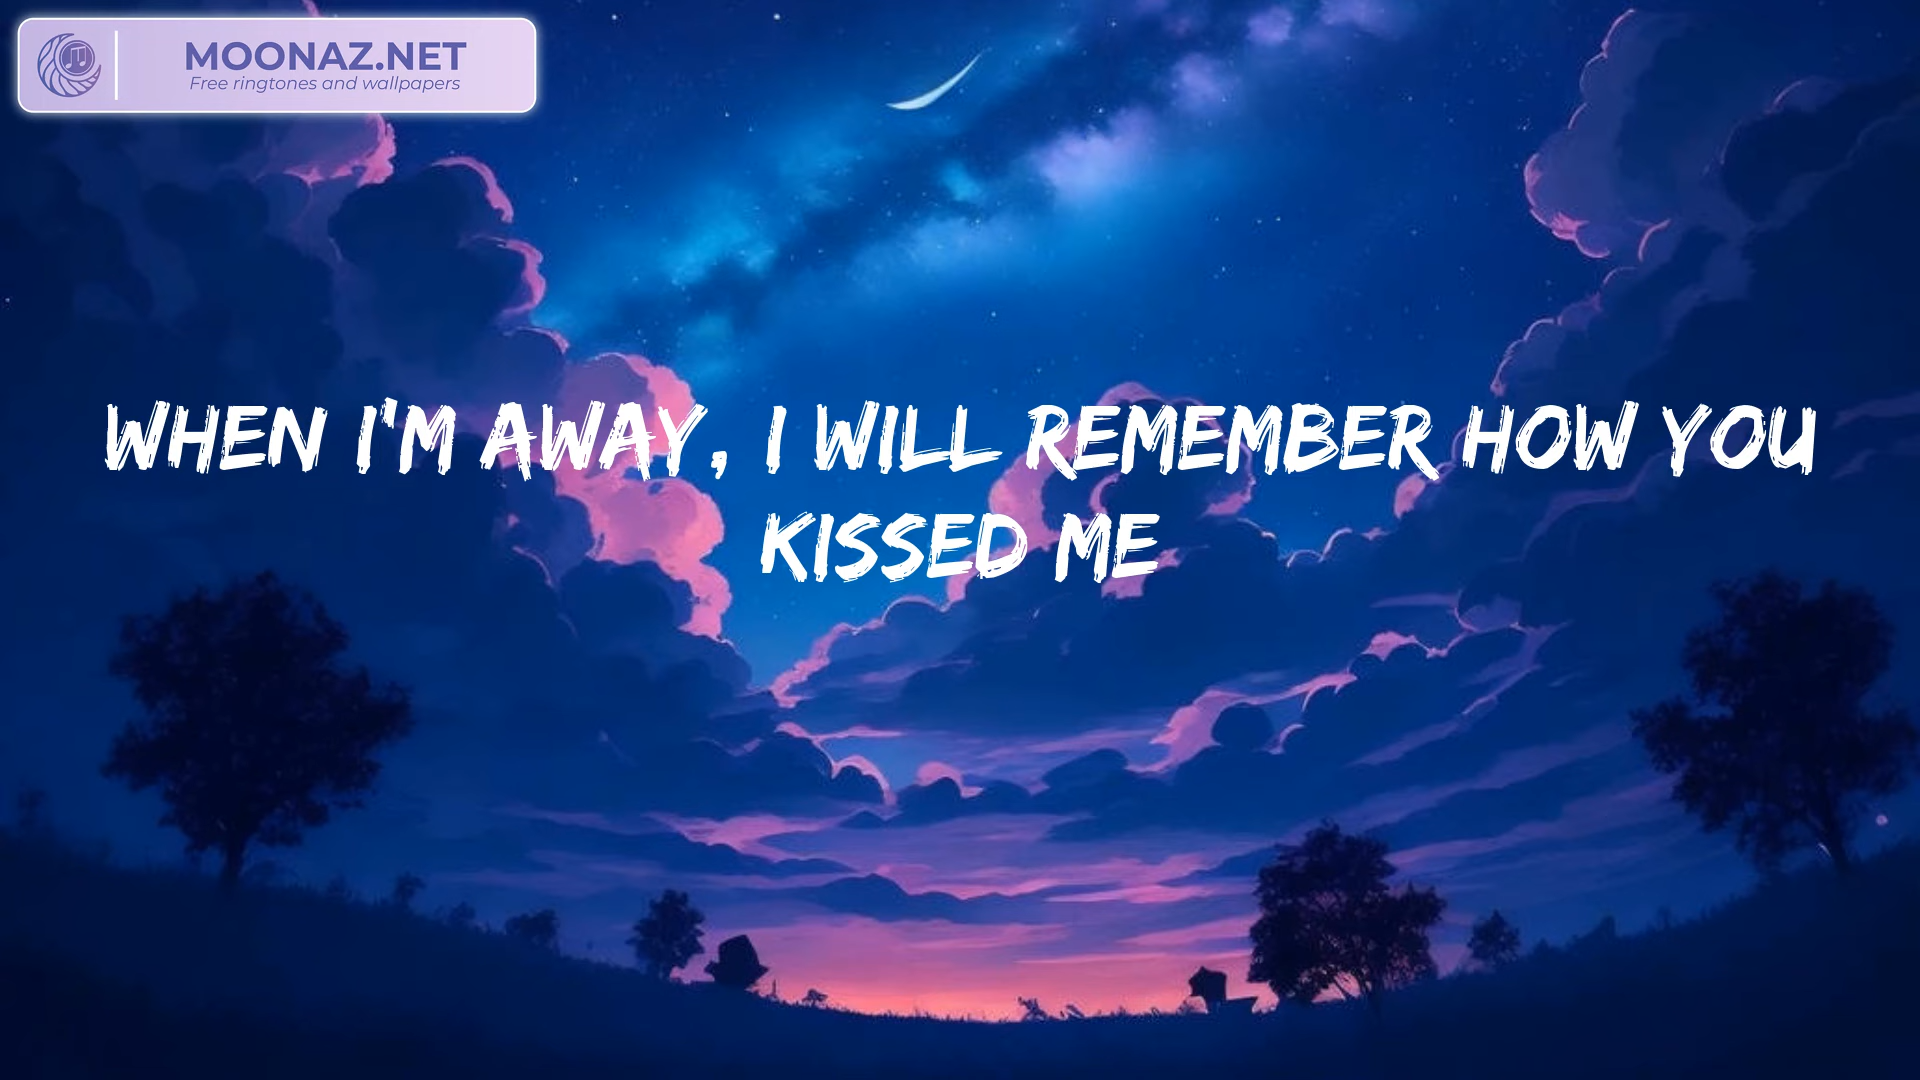 MOONAZ.NET
Free ringtones and wallpapers
WHEN I'M AWAY, I WILL REMEMBER HOW YOU
KISSED ME